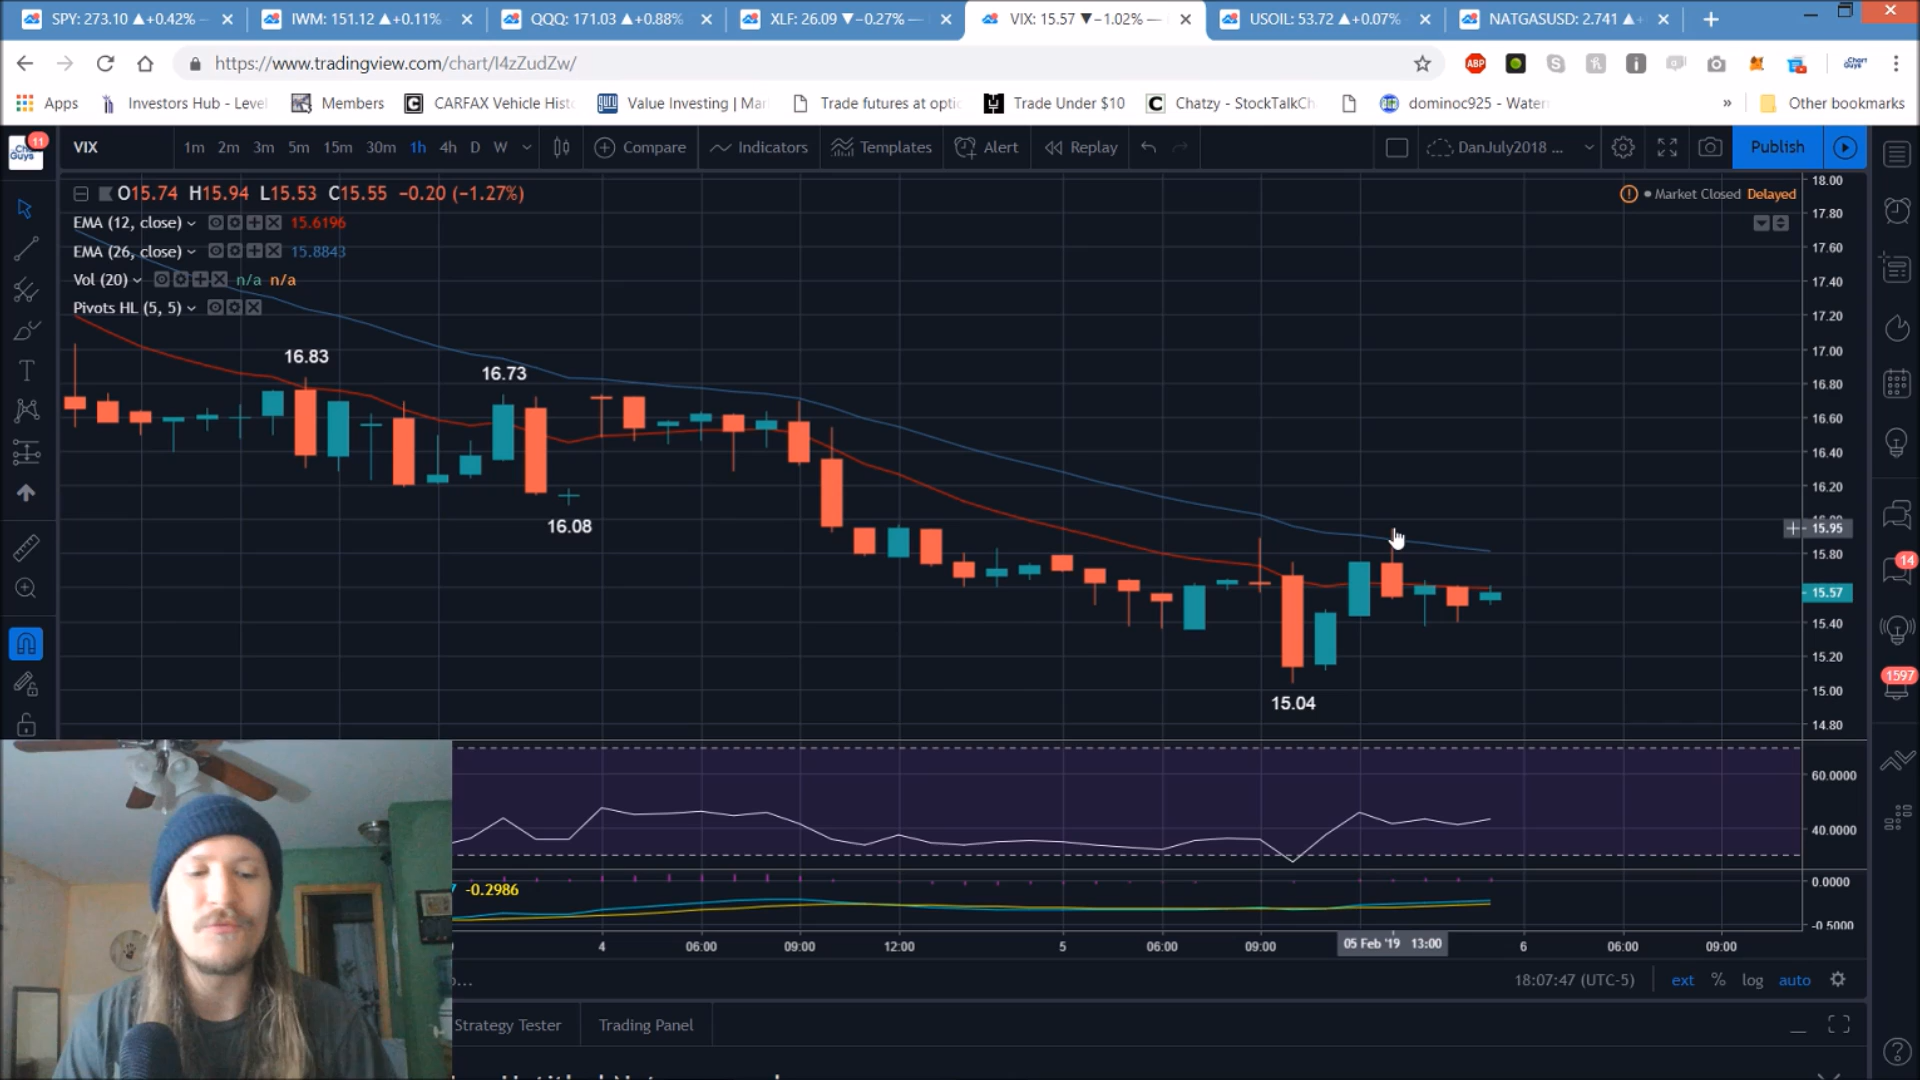 SPY: 273.10 ▲+0.42%
IWM: 151.12 ▲+0.11%
QQQ: 171.03 ▲+0.88%
XLF: 26.09 ▼−0.27% —
VIX: 15.57 ▼−1.02% —
USOIL: 53.72 ▲+0.07%
NATGASUSD: 2.741 ▲
https://www.tradingview.com/chart/I4zZudZw/
ABP
Chart Guys
Apps
Investors Hub - Level
Members
CARFAX Vehicle Hist
guru
Value Investing | Ma
Trade futures at opti
Trade Under $10
Chatzy - StockTalkCh
dominoc925 - Water
»
Other bookmarks
11
VIX
1m 2m 3m 5m 15m 30m 1h 4h D W
Compare
Indicators
Templates
Alert
Replay
DanJuly2018 ...
Publish
O15.74 H15.94 L15.53 C15.55 −0.20 (−1.27%)
Market Closed Delayed
EMA (12, close) 15.6196
EMA (26, close) 15.8843
Vol (20) n/a n/a
Pivots HL (5, 5)
16.83
16.73
16.08
15.04
18.00
17.80
17.60
17.40
17.20
17.00
16.80
16.60
16.40
16.20
15.95
15.80
15.57
15.40
15.20
15.00
14.80
14
1597
60.0000
40.0000
-0.2986
0.0000
-0.5000
4 06:00 09:00 12:00 5 06:00 09:00 05 Feb '19 13:00 6 06:00 09:00
18:07:47 (UTC-5)
ext % log auto
Strategy Tester
Trading Panel